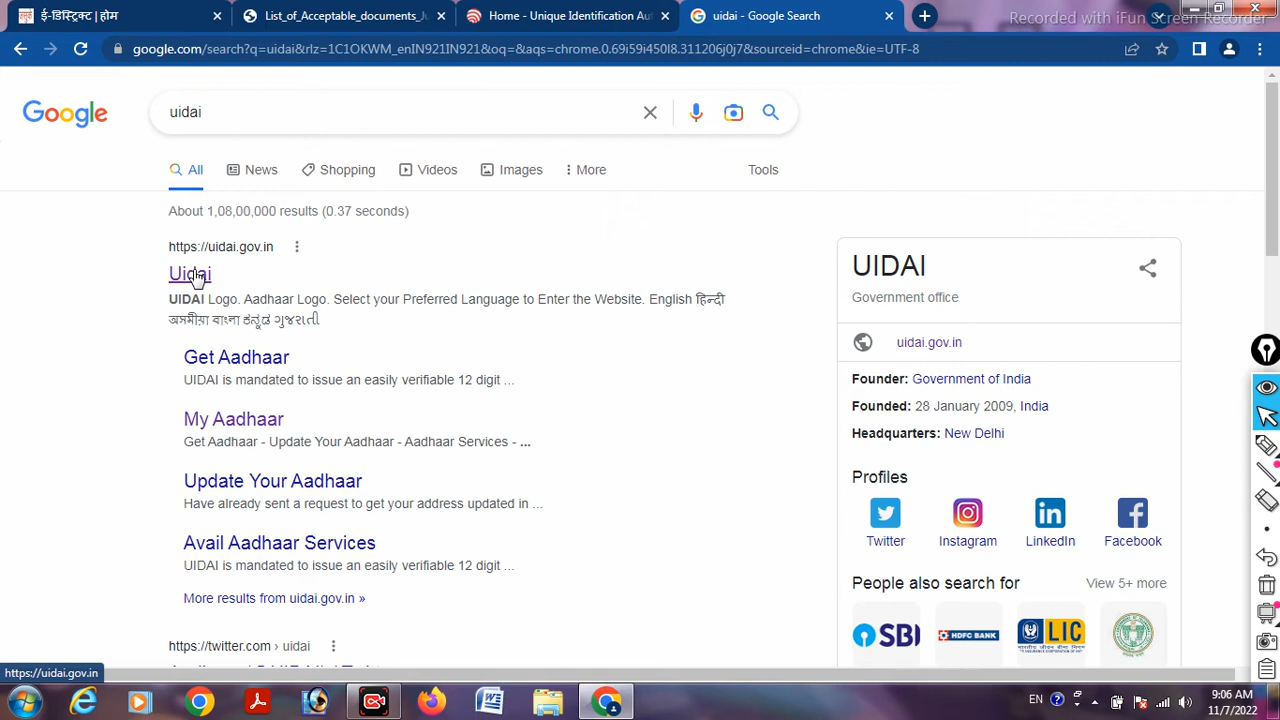 ई-डिस्ट्रिक्ट | होम
List_of_Acceptable_documents_Ju
Home - Unique Identification Aut
uidai - Google Search
Recorded with iFun Screen Recorder
google.com/search?q=uidai&rlz=1C1OKWM_enIN921IN921&oq=&aqs=chrome.0.69i59i450l8.311206j0j7&sourceid=chrome&ie=UTF-8
Google
uidai
All
News
Shopping
Videos
Images
More
Tools
About 1,08,00,000 results (0.37 seconds)
https://uidai.gov.in
Uidai
UIDAI Logo. Aadhaar Logo. Select your Preferred Language to Enter the Website. English हिन्दी
অসমীয়া বাংলা ಕನ್ನಡ ગુજરાતી
Get Aadhaar
UIDAI is mandated to issue an easily verifiable 12 digit ...
My Aadhaar
Get Aadhaar - Update Your Aadhaar - Aadhaar Services - ...
Update Your Aadhaar
Have already sent a request to get your address updated in ...
Avail Aadhaar Services
UIDAI is mandated to issue an easily verifiable 12 digit ...
More results from uidai.gov.in »
https://twitter.com › uidai
UIDAI
Government office
uidai.gov.in
Founder: Government of India
Founded: 28 January 2009, India
Headquarters: New Delhi
Profiles
Twitter
Instagram
LinkedIn
Facebook
People also search for
View 5+ more
SBI
HDFC BANK
LIC
https://uidai.gov.in
EN
9:06 AM
11/7/2022